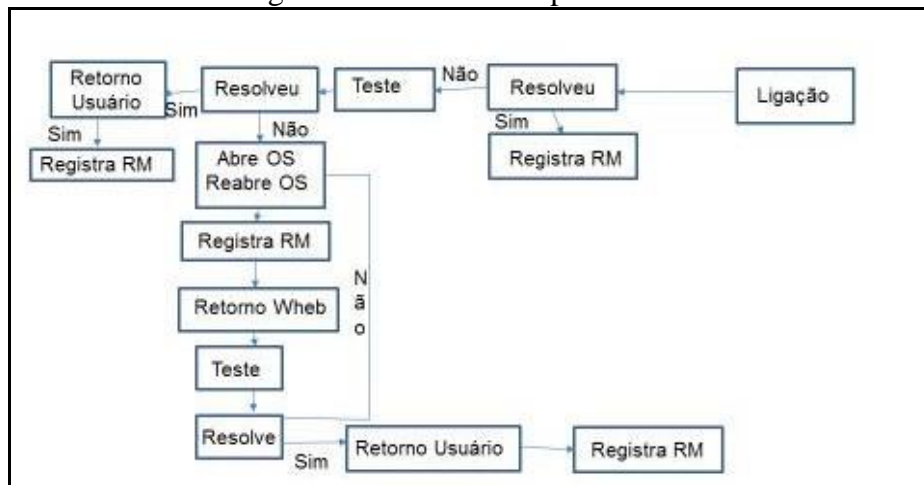 Retorno
Usuário
Resolveu
Teste
Não
Resolveu
Ligação
Sim
Sim
Sim
Registra RM
Não
Registra RM
Abre OS
Reabre OS
Registra RM
Não
Retorno Wheb
Teste
Resolve
Sim
Retorno Usuário
Registra RM